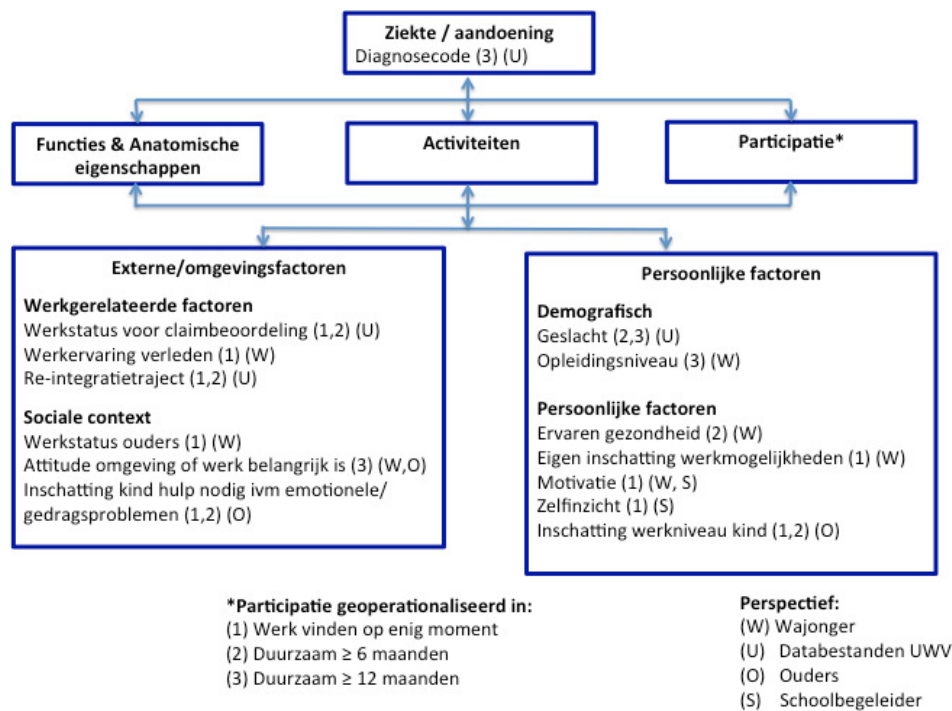 Ziekte / aandoening
Diagnosecode (3) (U)
Functies & Anatomische
eigenschappen
Activiteiten
Participatie*
Externe/omgevingsfactoren
Werkgerelateerde factoren
Werkstatus voor claimbeoordeling (1,2) (U)
Werkervaring verleden (1) (W)
Re-integratietraject (1,2) (U)
Sociale context
Werkstatus ouders (1) (W)
Attitude omgeving of werk belangrijk is (3) (W,O)
Inschatting kind hulp nodig ivm emotionele/
gedragsproblemen (1,2) (O)
Persoonlijke factoren
Demografisch
Geslacht (2,3) (U)
Opleidingsniveau (3) (W)
Persoonlijke factoren
Ervaren gezondheid (2) (W)
Eigen inschatting werkmogelijkheden (1) (W)
Motivatie (1) (W, S)
Zelfinzicht (1) (S)
Inschatting werkniveau kind (1,2) (O)
*Participatie geoperationaliseerd in:
(1) Werk vinden op enig moment
(2) Duurzaam ≥ 6 maanden
(3) Duurzaam ≥ 12 maanden
Perspectief:
(W) Wajonger
(U) Databestanden UWV
(O) Ouders
(S) Schoolbegeleider